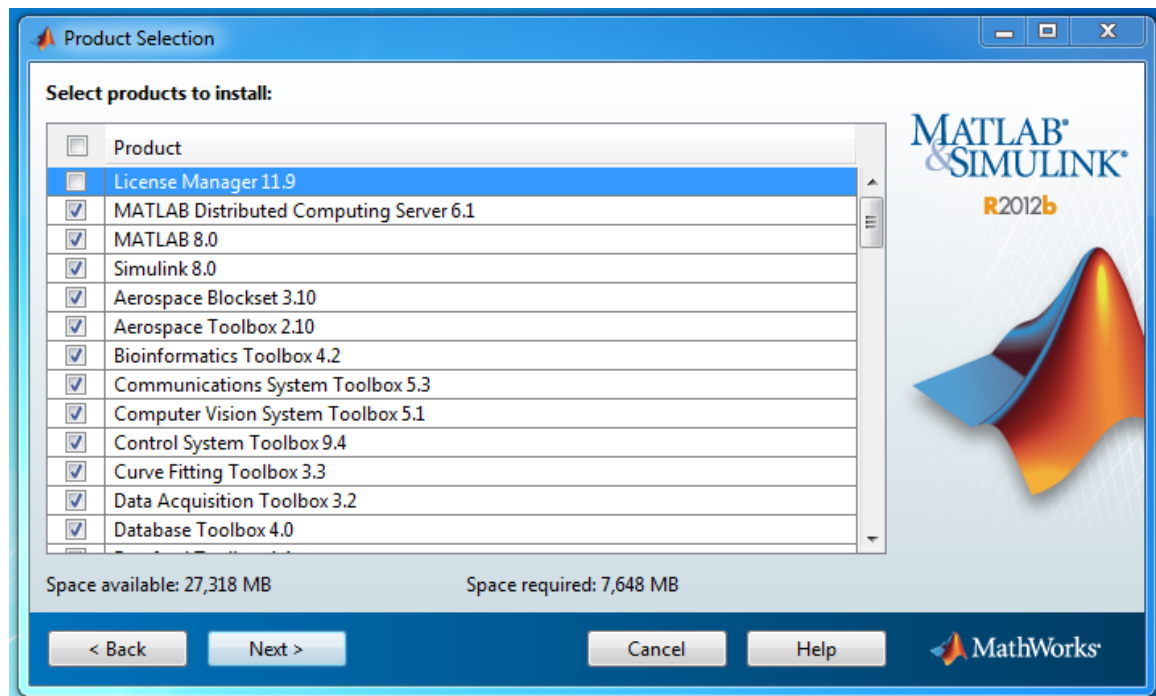 Product Selection
Select products to install:
Product
License Manager 11.9
MATLAB Distributed Computing Server 6.1
MATLAB 8.0
Simulink 8.0
Aerospace Blockset 3.10
Aerospace Toolbox 2.10
Bioinformatics Toolbox 4.2
Communications System Toolbox 5.3
Computer Vision System Toolbox 5.1
Control System Toolbox 9.4
Curve Fitting Toolbox 3.3
Data Acquisition Toolbox 3.2
Database Toolbox 4.0
MATLAB®
&SIMULINK®
R2012b
Space available: 27,318 MB Space required: 7,648 MB
< Back Next > Cancel Help MathWorks®